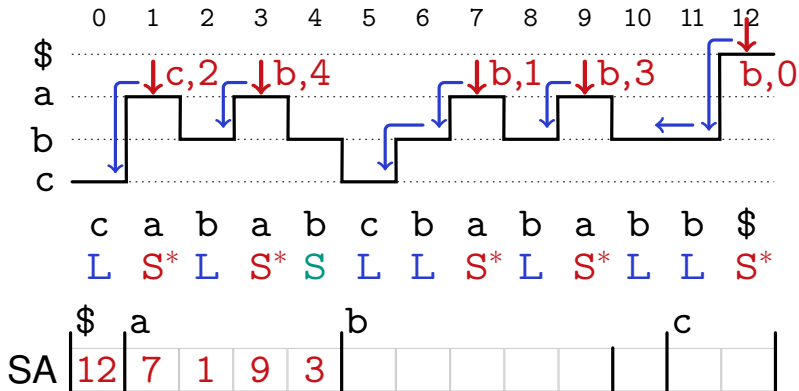 0 1 2 3 4 5 6 7 8 9 10 11 12
$
a c,2 b,4 b,1 b,3 b,0
b
c
c a b a b c b a b a b b $
L S* L S* S L L S* L S* L L S*
$ a b c
SA 12 7 1 9 3